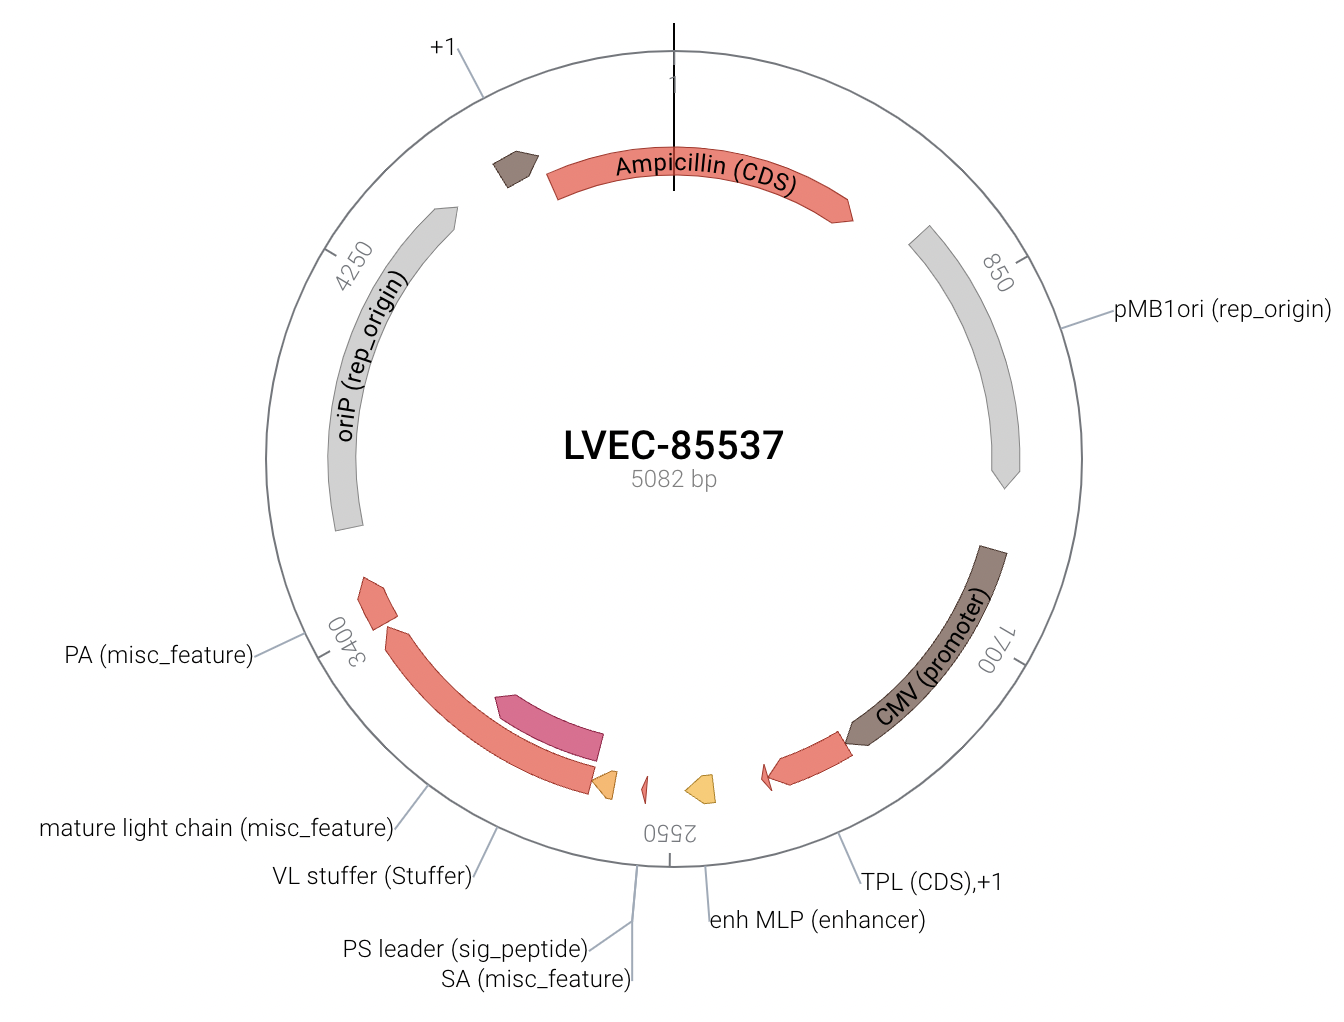 +1
1
Ampicillin (CDS)
4250
850
oriP (rep_origin)
pMB1ori (rep_origin)
LVEC-85537
5082 bp
3400
1700
CMV (promoter)
PA (misc_feature)
mature light chain (misc_feature)
2550
VL stuffer (Stuffer)
TPL (CDS),+1
enh MLP (enhancer)
PS leader (sig_peptide)
SA (misc_feature)